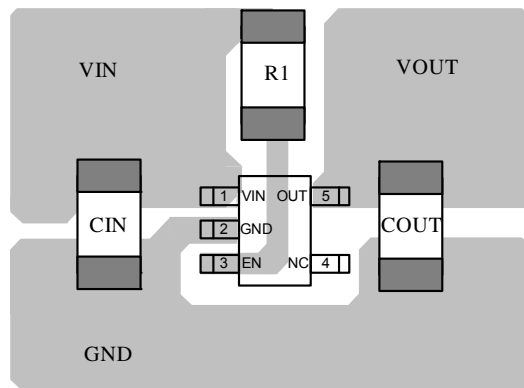 VIN
R1
VOUT
1 VIN OUT 5
CIN
2 GND
COUT
3 EN NC 4
GND